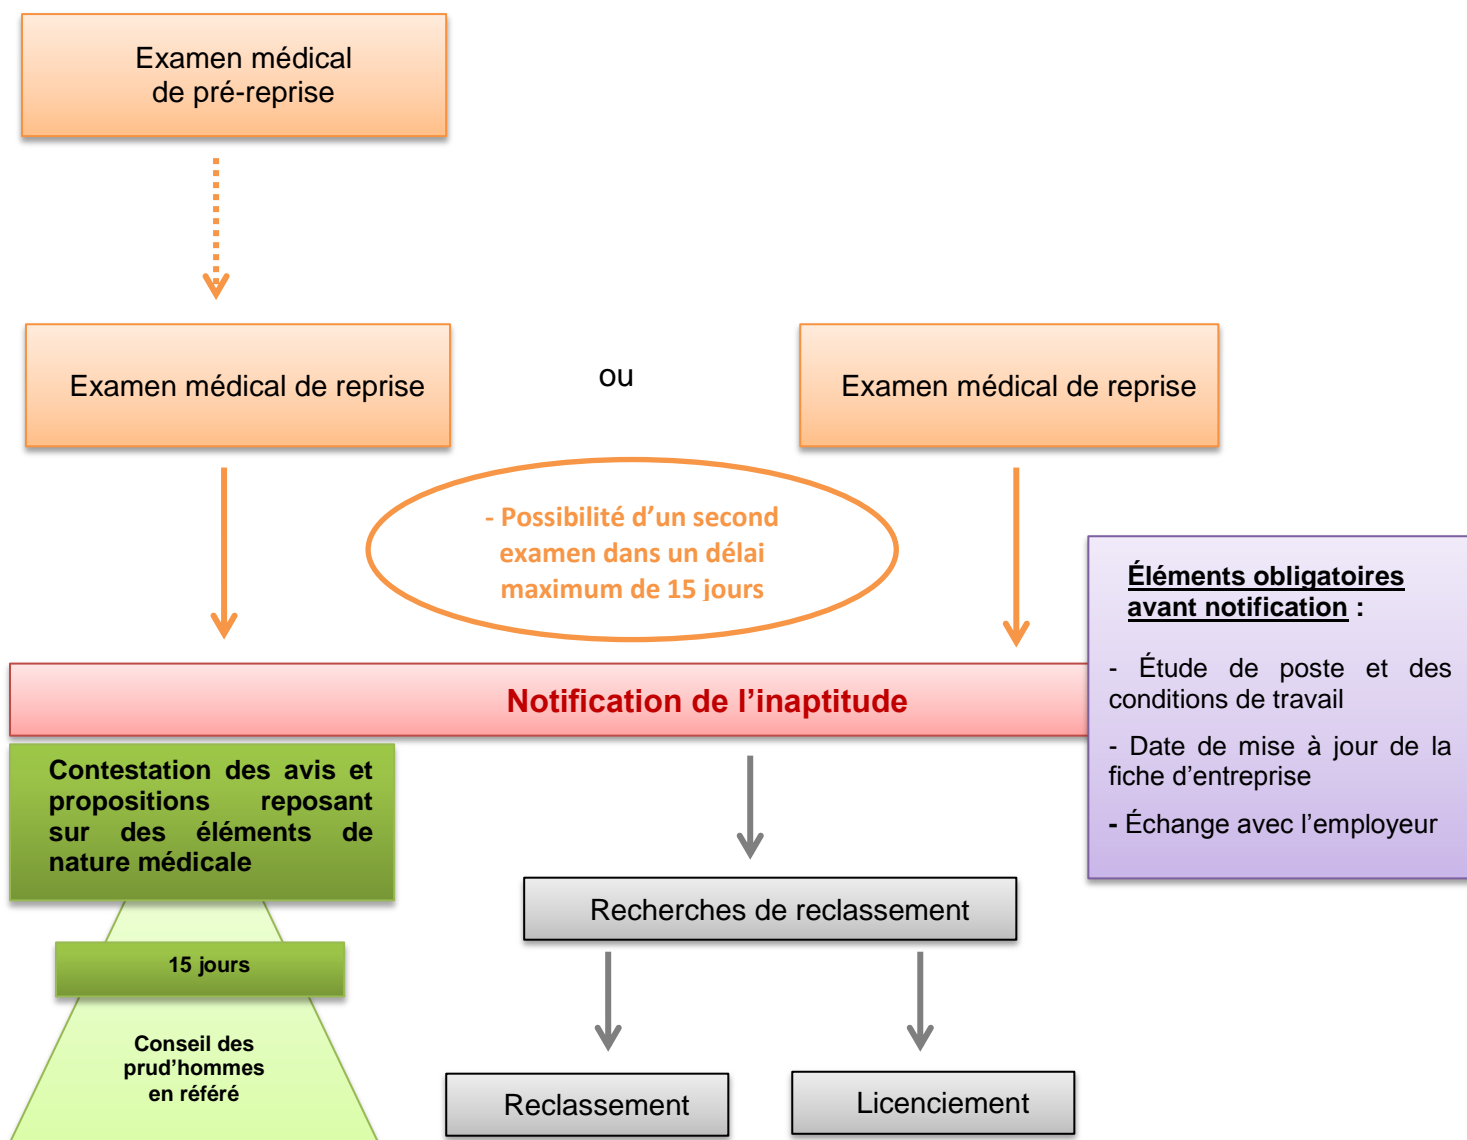 Examen médical
de pré-reprise
Examen médical de reprise
ou
Examen médical de reprise
- Possibilité d’un second
examen dans un délai
maximum de 15 jours
Éléments obligatoires
avant notification :
- Étude de poste et des
conditions de travail
- Date de mise à jour de la
fiche d’entreprise
- Échange avec l’employeur
Notification de l’inaptitude
Contestation des avis et
propositions reposant
sur des éléments de
nature médicale
15 jours
Conseil des
prud’hommes
en référé
Recherches de reclassement
Reclassement
Licenciement